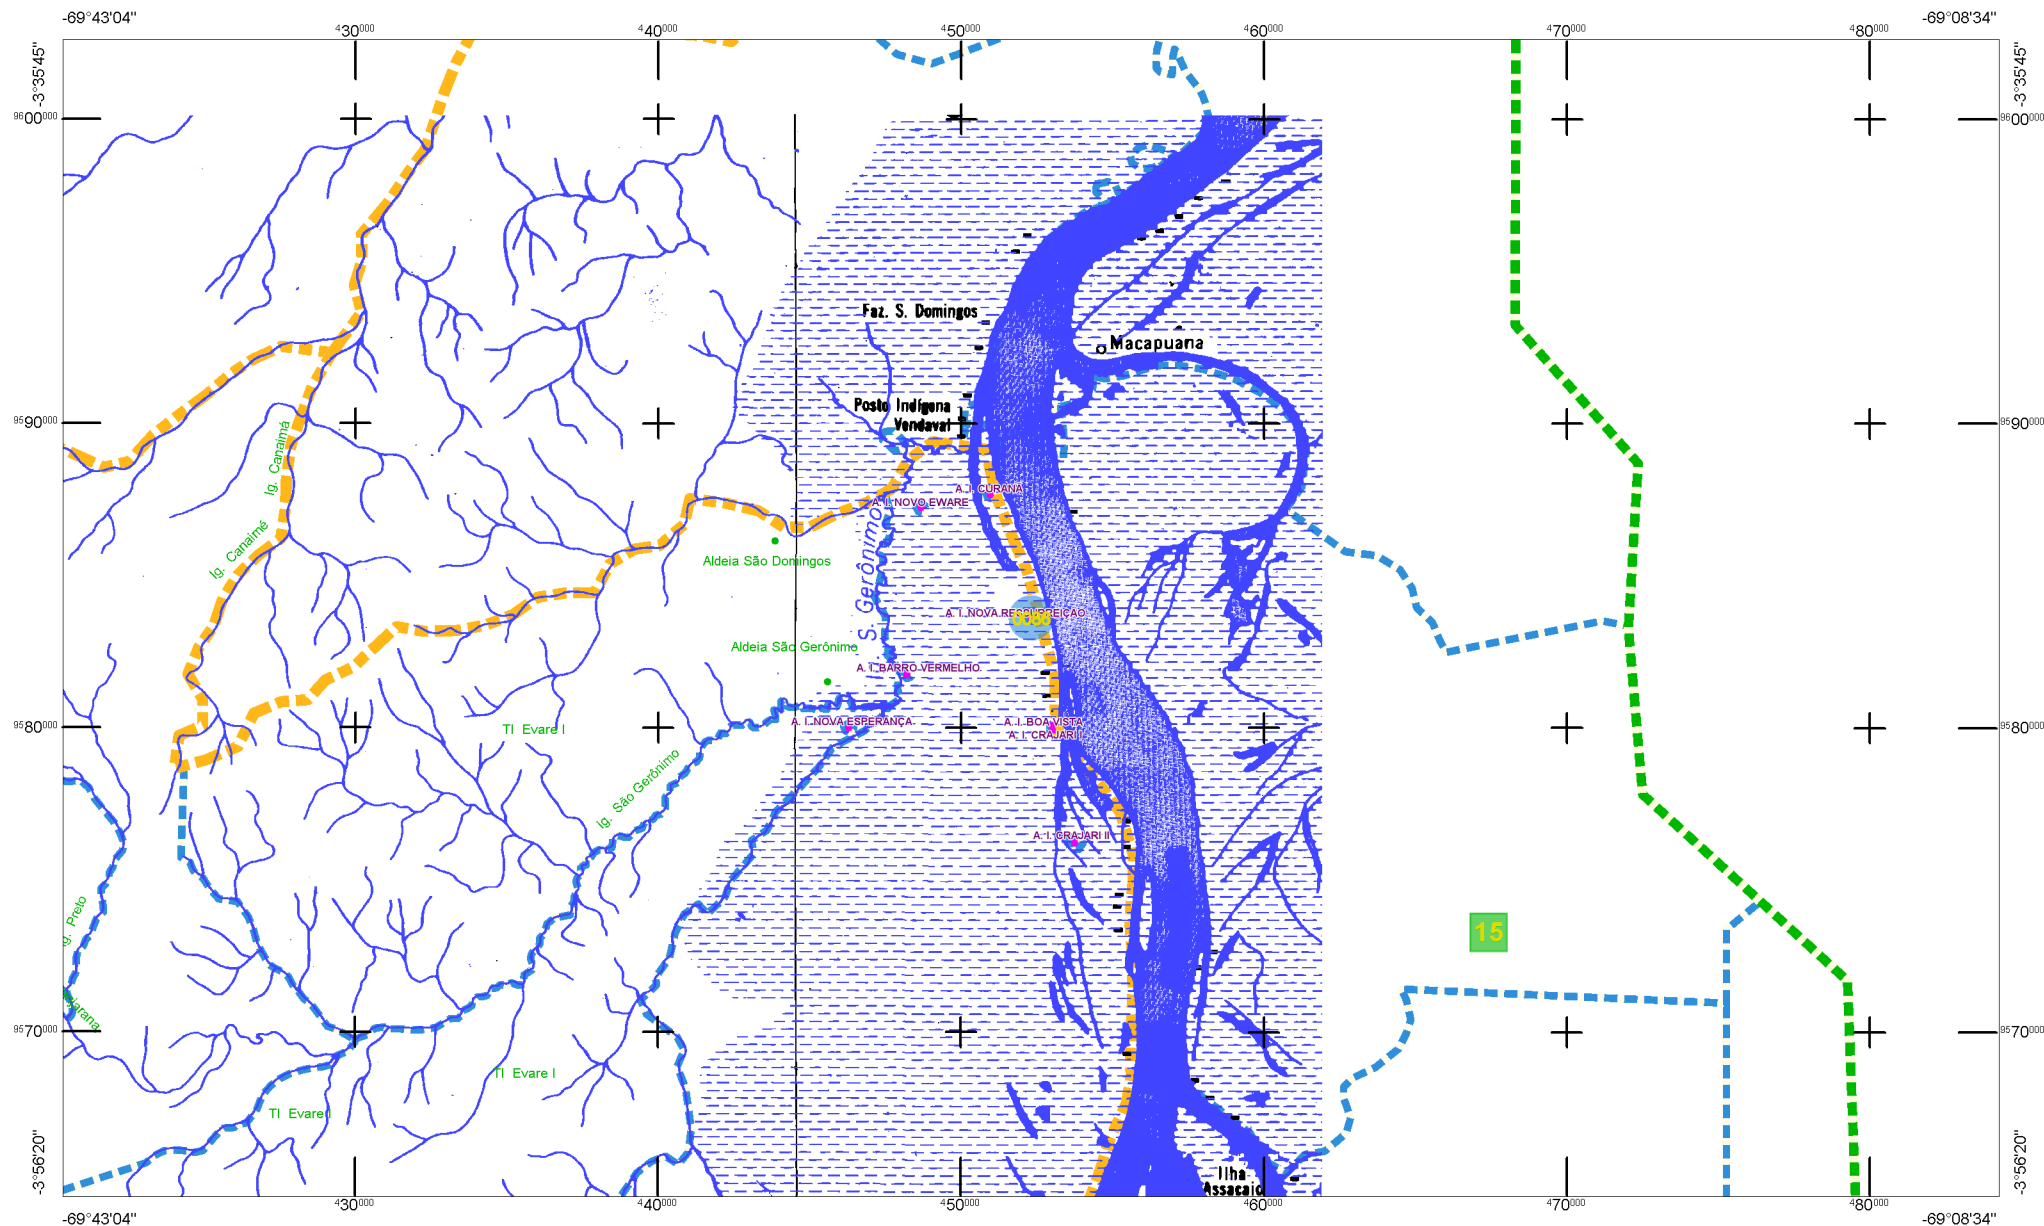 -69°43'04" -69°08'34"
430000 440000 450000 460000 470000 480000
-3°35'45" -3°35'45"
9600000 9600000
Faz. S. Domingos
Macapuana
Posto Indígena
Vendaval
9590000 9590000
Ig. Canaimã
A. I. CURANÃ
A. I. NOVO EWARE
Ig. Canaimé
Aldeia São Domingos
S. Gerônimo
A. I. NOVA RESSURREIÇÃO
0086
Aldeia São Gerônimo
A. I. BARRO VERMELHO
A. I. NOVA ESPERANÇA
A. I. BOA VISTA
TI Evare I
9580000 9580000
A. I. CRAJARI I
Ig. São Gerônimo
A. I. CRAJARI II
Ig. Preto
15
9570000 9570000
TI Evare I
TI Evare I
-3°56'20" -3°56'20"
Ilha
Assacaio
430000 440000 450000 460000 470000 480000
-69°43'04" -69°08'34"